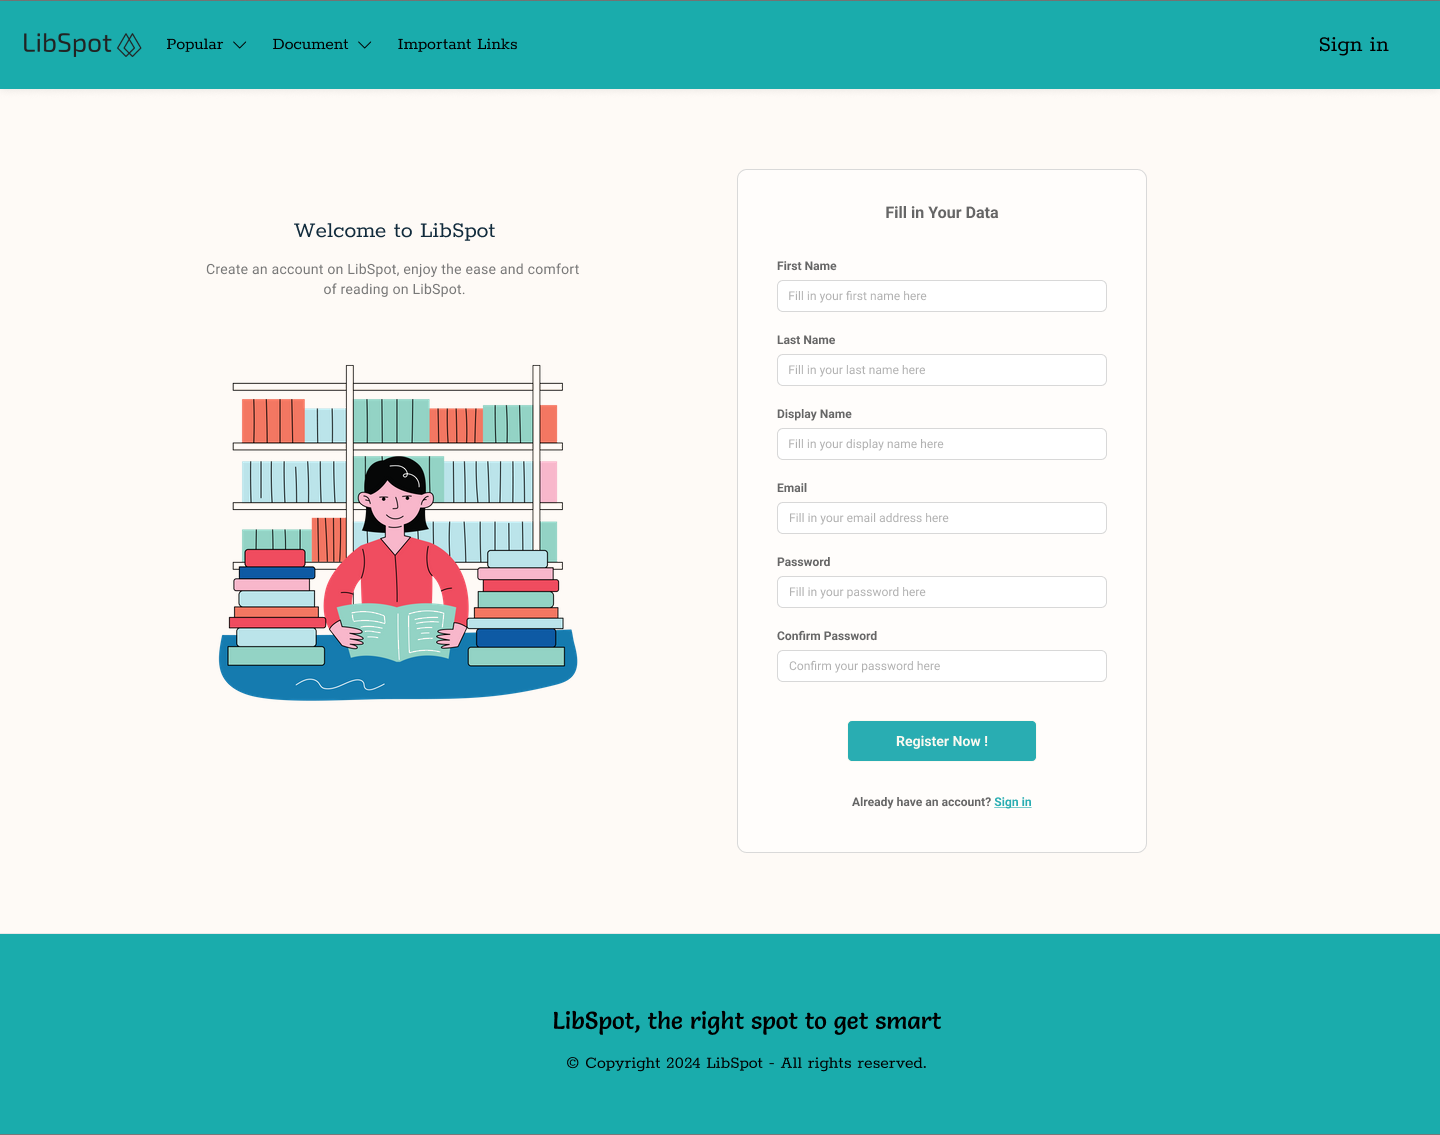 LibSpot
Popular
Document
Important Links
Sign in
Welcome to LibSpot
Create an account on LibSpot, enjoy the ease and comfort
of reading on LibSpot.
Fill in Your Data
First Name
Fill in your first name here
Last Name
Fill in your last name here
Display Name
Fill in your display name here
Email
Fill in your email address here
Password
Fill in your password here
Confirm Password
Confirm your password here
Register Now !
Already have an account? Sign in
LibSpot, the right spot to get smart
© Copyright 2024 LibSpot - All rights reserved.